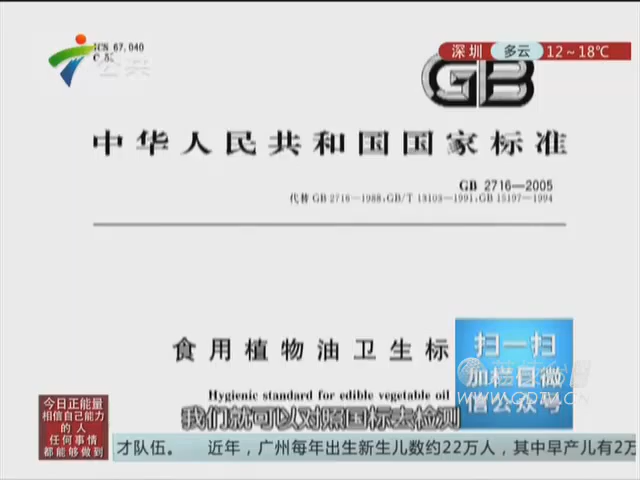 ICS 67.040
公共
深圳
多云
12~18℃
GB
中华人民共和国国家标准
GB 2716—2005
代替 GB 2716—1988,GB/T 13103—1991,GB 15197—1994
食用植物油卫生标
Hygienic standard for edible vegetable oil
扫一扫
加栏目微
信公众号
www.gdtv.cn
我们就可以对照国标去检测
今日正能量
相信自己能力
的人
任何事情
都能够做到
才队伍。 近年，广州每年出生新生儿数约22万人，其中早产儿有2万